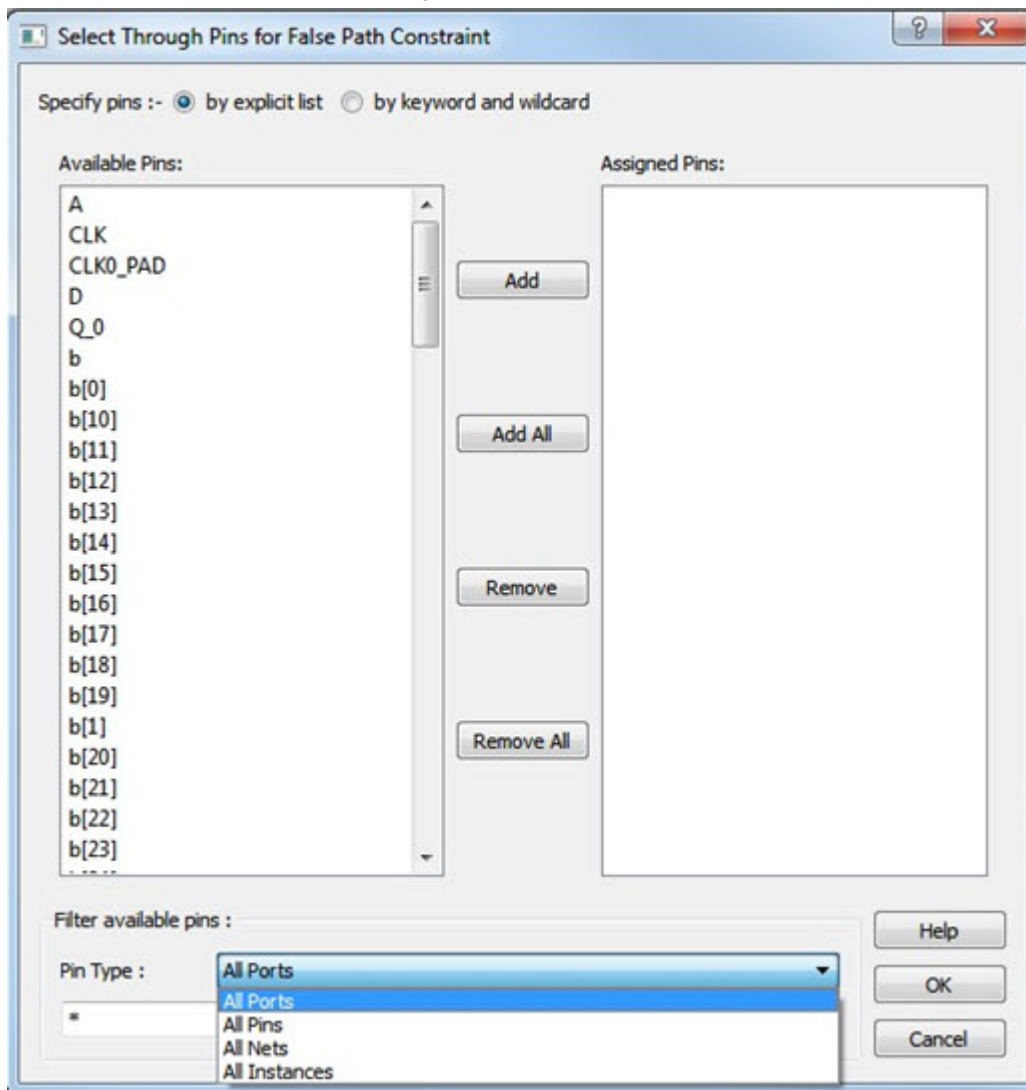 Select Through Pins for False Path Constraint
?
Specify pins :- by explicit list by keyword and wildcard
Available Pins:
Assigned Pins:
A
CLK
CLK0_PAD
D
Q_0
b
b[0]
b[10]
b[11]
b[12]
b[13]
b[14]
b[15]
b[16]
b[17]
b[18]
b[19]
b[1]
b[20]
b[21]
b[22]
b[23]
Add
Add All
Remove
Remove All
Filter available pins :
Pin Type : All Ports
All Ports
All Pins
All Nets
All Instances
*
Help
OK
Cancel